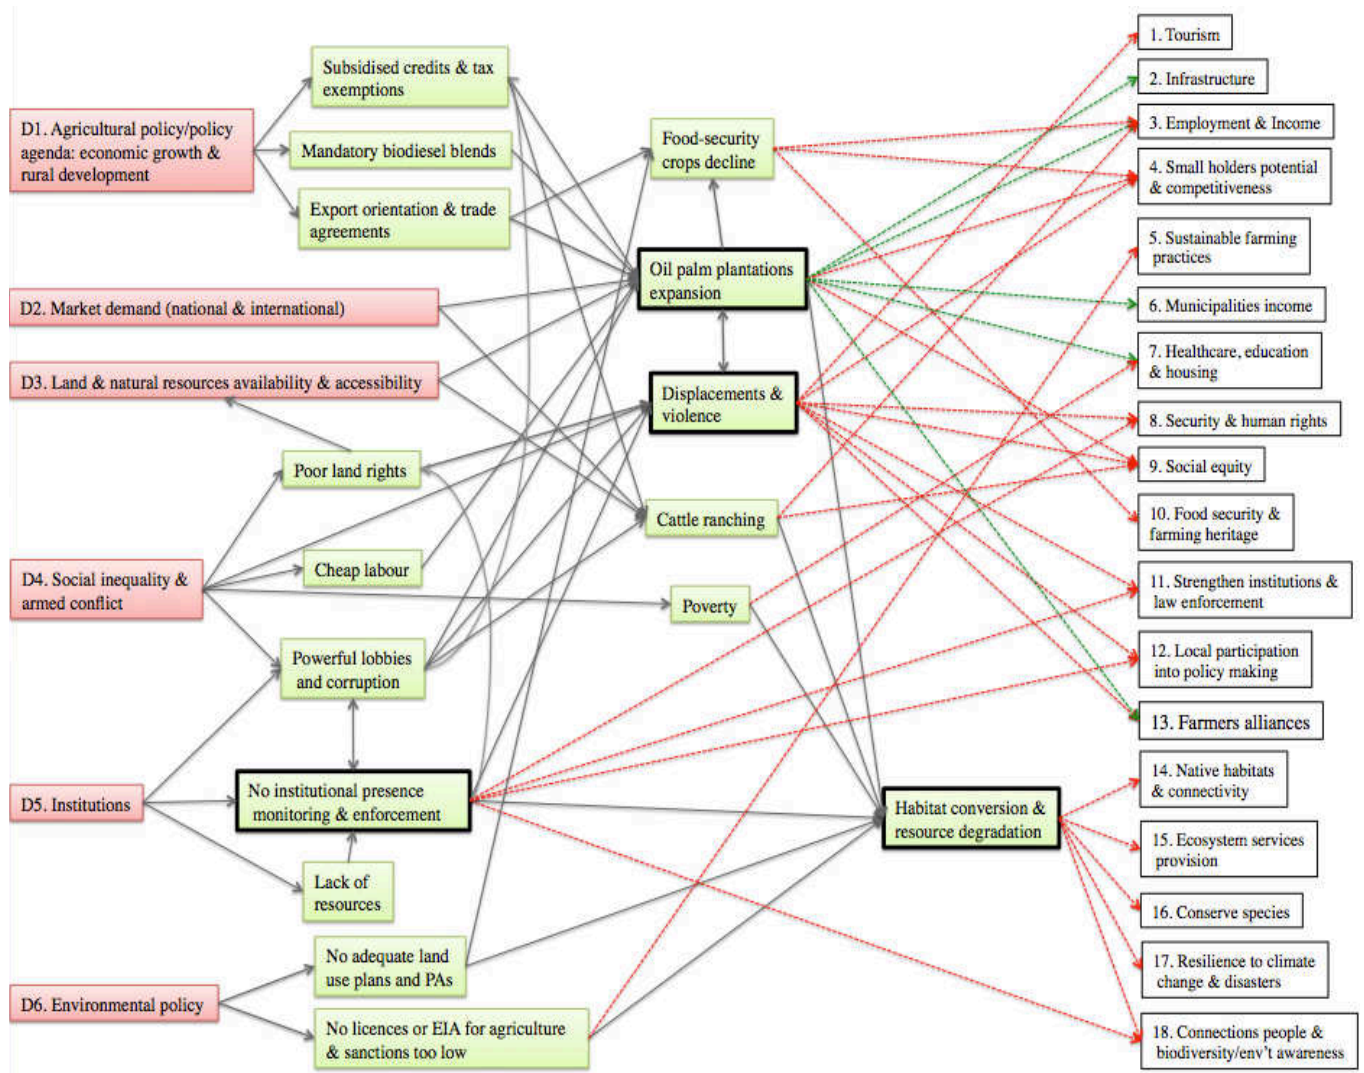 D1. Agricultural policy/policy
agenda: economic growth &
rural development
D2. Market demand (national & international)
D3. Land & natural resources availability & accessibility
D4. Social inequality &
armed conflict
D5. Institutions
D6. Environmental policy
Subsidised credits & tax
exemptions
Mandatory biodiesel blends
Export orientation & trade
agreements
Poor land rights
Cheap labour
Powerful lobbies
and corruption
No institutional presence
monitoring & enforcement
Lack of
resources
No adequate land
use plans and PAs
No licences or EIA for agriculture
& sanctions too low
Food-security
crops decline
Oil palm plantations
expansion
Displacements &
violence
Cattle ranching
Poverty
Habitat conversion &
resource degradation
1. Tourism
2. Infrastructure
3. Employment & Income
4. Small holders potential
& competitiveness
5. Sustainable farming
practices
6. Municipalities income
7. Healthcare, education
& housing
8. Security & human rights
9. Social equity
10. Food security &
farming heritage
11. Strengthen institutions &
law enforcement
12. Local participation
into policy making
13. Farmers alliances
14. Native habitats
& connectivity
15. Ecosystem services
provision
16. Conserve species
17. Resilience to climate
change & disasters
18. Connections people &
biodiversity/env't awareness